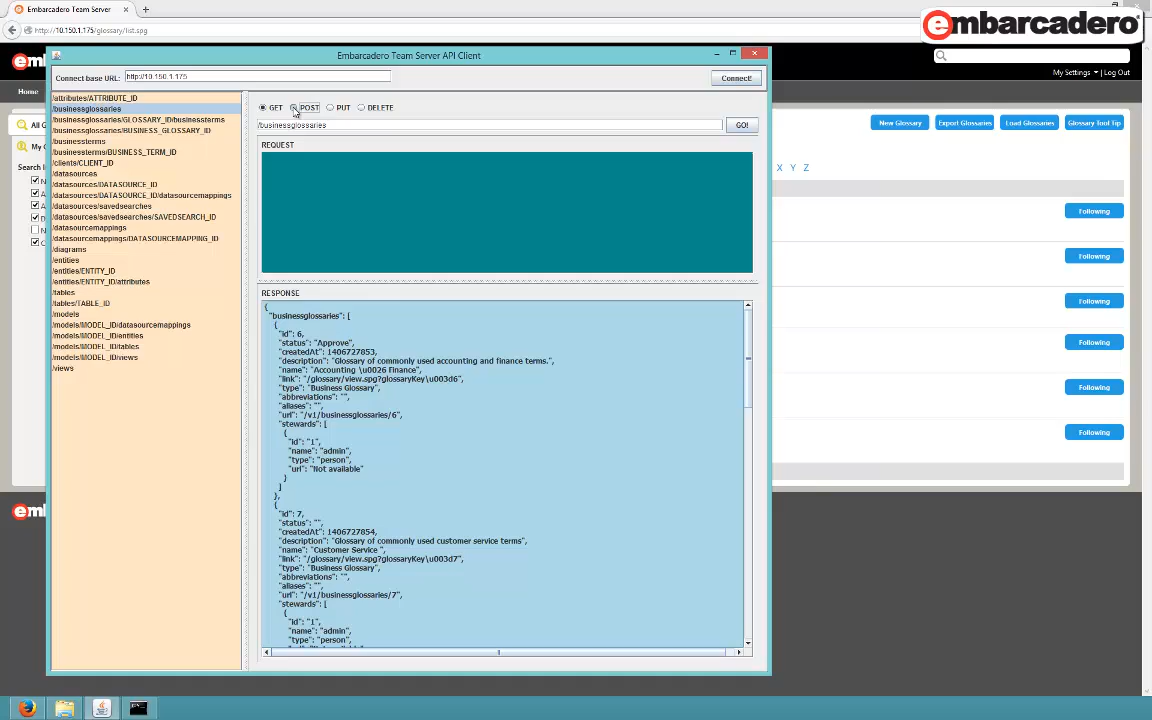 Embarcadero Team Server
http://10.150.1.175/glossary/list.spg
embarcadero®
Embarcadero Team Server API Client
Connect base URL:
http://10.150.1.175
Connect!
My Settings
Log Out
Home
/attributes/ATTRIBUTE_ID
/businessglossaries
/businessglossaries/GLOSSARY_ID/businessterms
/businessglossaries/BUSINESS_GLOSSARY_ID
/businessterms
/businessterms/BUSINESS_TERM_ID
/clients/CLIENT_ID
/datasources
/datasources/DATASOURCE_ID
/datasources/DATASOURCE_ID/datasourcemappings
/datasources/savedsearches
/datasources/savedsearches/SAVEDSEARCH_ID
/datasourcemappings
/datasourcemappings/DATASOURCEMAPPING_ID
/diagrams
/entities
/entities/ENTITY_ID
/entities/ENTITY_ID/attributes
/tables
/tables/TABLE_ID
/models
/models/MODEL_ID/datasourcemappings
/models/MODEL_ID/entities
/models/MODEL_ID/tables
/models/MODEL_ID/views
/views
GET POST PUT DELETE
/businessglossaries
GO!
REQUEST
RESPONSE
{
"businessglossaries": [
{
"id": 6,
"status": "Approve",
"createdAt": 1406727853,
"description": "Glossary of commonly used accounting and finance terms.",
"name": "Accounting \u0026 Finance",
"link": "/glossary/view.spg?glossaryKey\u003d6",
"type": "Business Glossary",
"abbreviations": "",
"aliases": "",
"url": "/v1/businessglossaries/6",
"stewards": [
{
"id": "1",
"name": "admin",
"type": "person",
"url": "Not available"
}
]
},
{
"id": 7,
"status": "",
"createdAt": 1406727854,
"description": "Glossary of commonly used customer service terms",
"name": "Customer Service ",
"link": "/glossary/view.spg?glossaryKey\u003d7",
"type": "Business Glossary",
"abbreviations": "",
"aliases": "",
"url": "/v1/businessglossaries/7",
"stewards": [
{
"id": "1",
"name": "admin",
"type": "person",
New Glossary
Export Glossaries
Load Glossaries
Glossary Tool Tip
X Y Z
Following
Following
Following
Following
Following
Following
All G
My G
Search I
em